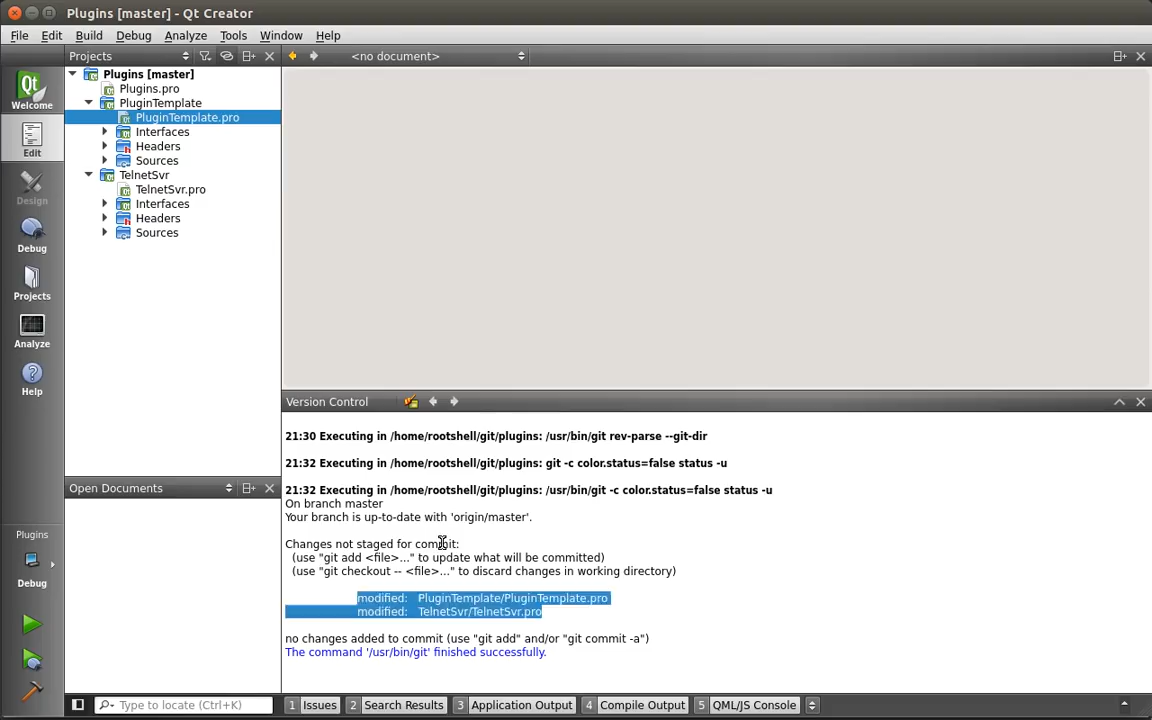 Plugins [master] - Qt Creator
File Edit Build Debug Analyze Tools Window Help
Projects
<no document>
Plugins [master]
Plugins.pro
PluginTemplate
PluginTemplate.pro
Interfaces
Headers
Sources
TelnetSvr
TelnetSvr.pro
Interfaces
Headers
Sources
Qt
Welcome
Edit
Design
Debug
Projects
Analyze
Help
Plugins
Debug
Open Documents
Version Control
21:30 Executing in /home/rootshell/git/plugins: /usr/bin/git rev-parse --git-dir
21:32 Executing in /home/rootshell/git/plugins: git -c color.status=false status -u
21:32 Executing in /home/rootshell/git/plugins: /usr/bin/git -c color.status=false status -u
On branch master
Your branch is up-to-date with 'origin/master'.
Changes not staged for commit:
(use "git add <file>..." to update what will be committed)
(use "git checkout -- <file>..." to discard changes in working directory)
modified: PluginTemplate/PluginTemplate.pro
modified: TelnetSvr/TelnetSvr.pro
no changes added to commit (use "git add" and/or "git commit -a")
The command '/usr/bin/git' finished successfully.
Type to locate (Ctrl+K) 1 Issues 2 Search Results 3 Application Output 4 Compile Output 5 QML/JS Console